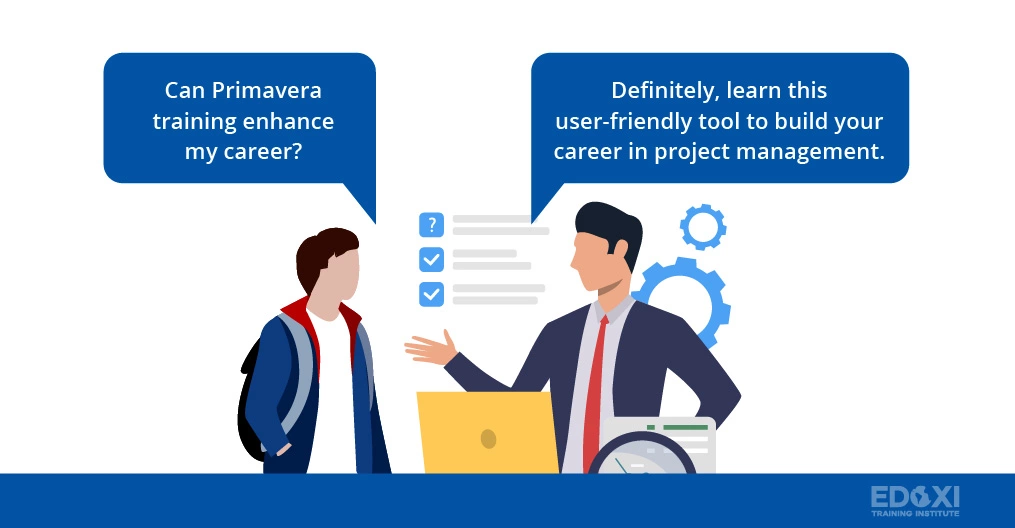 Can Primavera
training enhance
my career?
Definitely, learn this
user-friendly tool to build your
career in project management.
?
EDOXI
TRAINING INSTITUTE